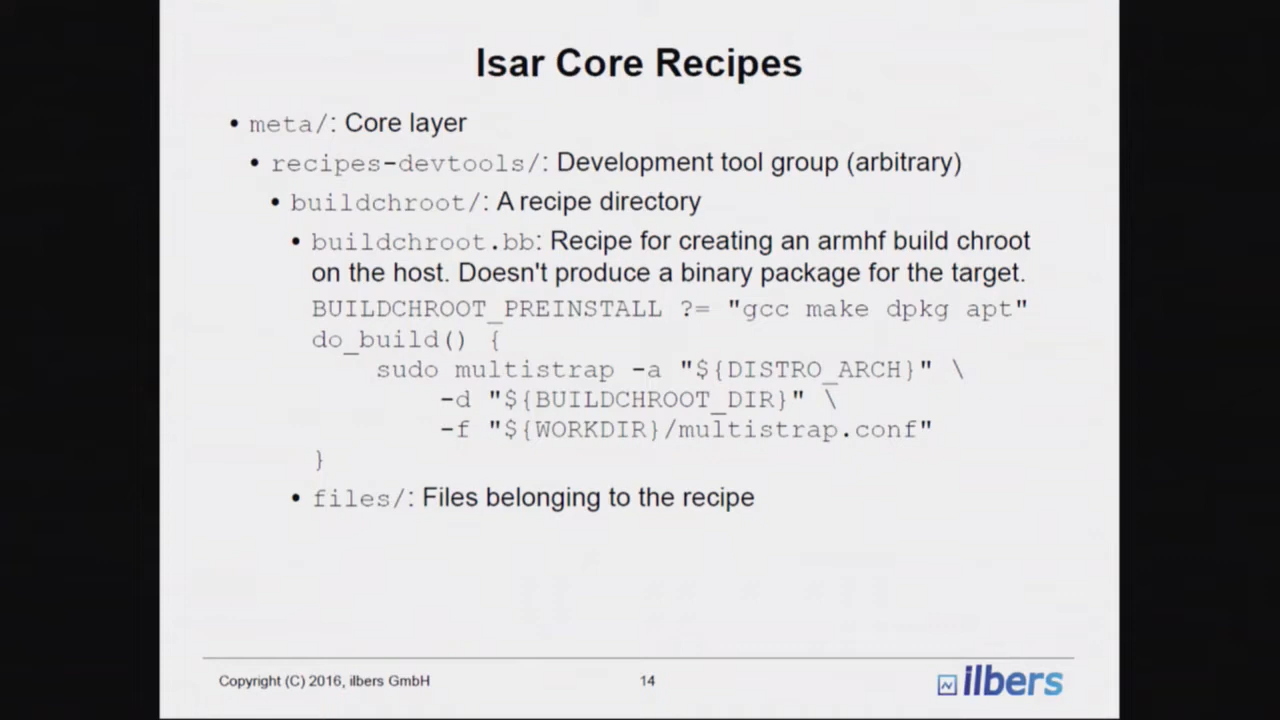 Isar Core Recipes
• meta/: Core layer
• recipes-devtools/: Development tool group (arbitrary)
• buildchroot/: A recipe directory
• buildchroot.bb: Recipe for creating an armhf build chroot
on the host. Doesn't produce a binary package for the target.
BUILDCHROOT_PREINSTALL ?= "gcc make dpkg apt"
do_build() {
sudo multistrap -a "${DISTRO_ARCH}" \
-d "${BUILDCHROOT_DIR}" \
-f "${WORKDIR}/multistrap.conf"
}
• files/: Files belonging to the recipe
Copyright (C) 2016, ilbers GmbH
14
ilbers